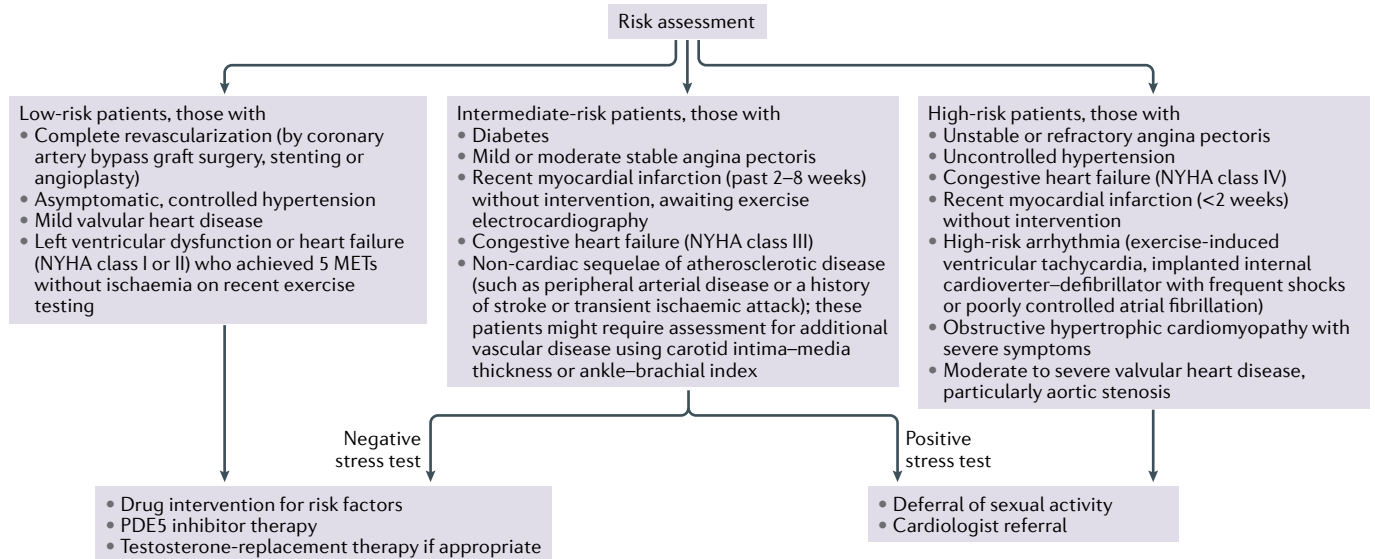 Risk assessment
Low-risk patients, those with
• Complete revascularization (by coronary
artery bypass graft surgery, stenting or
angioplasty)
• Asymptomatic, controlled hypertension
• Mild valvular heart disease
• Left ventricular dysfunction or heart failure
(NYHA class I or II) who achieved 5 METs
without ischaemia on recent exercise
testing
Intermediate-risk patients, those with
• Diabetes
• Mild or moderate stable angina pectoris
• Recent myocardial infarction (past 2–8 weeks)
without intervention, awaiting exercise
electrocardiography
• Congestive heart failure (NYHA class III)
• Non-cardiac sequelae of atherosclerotic disease
(such as peripheral arterial disease or a history
of stroke or transient ischaemic attack); these
patients might require assessment for additional
vascular disease using carotid intima–media
thickness or ankle–brachial index
High-risk patients, those with
• Unstable or refractory angina pectoris
• Uncontrolled hypertension
• Congestive heart failure (NYHA class IV)
• Recent myocardial infarction (<2 weeks)
without intervention
• High-risk arrhythmia (exercise-induced
ventricular tachycardia, implanted internal
cardioverter–defibrillator with frequent shocks
or poorly controlled atrial fibrillation)
• Obstructive hypertrophic cardiomyopathy with
severe symptoms
• Moderate to severe valvular heart disease,
particularly aortic stenosis
Negative
stress test
Positive
stress test
• Drug intervention for risk factors
• PDE5 inhibitor therapy
• Testosterone-replacement therapy if appropriate
• Deferral of sexual activity
• Cardiologist referral